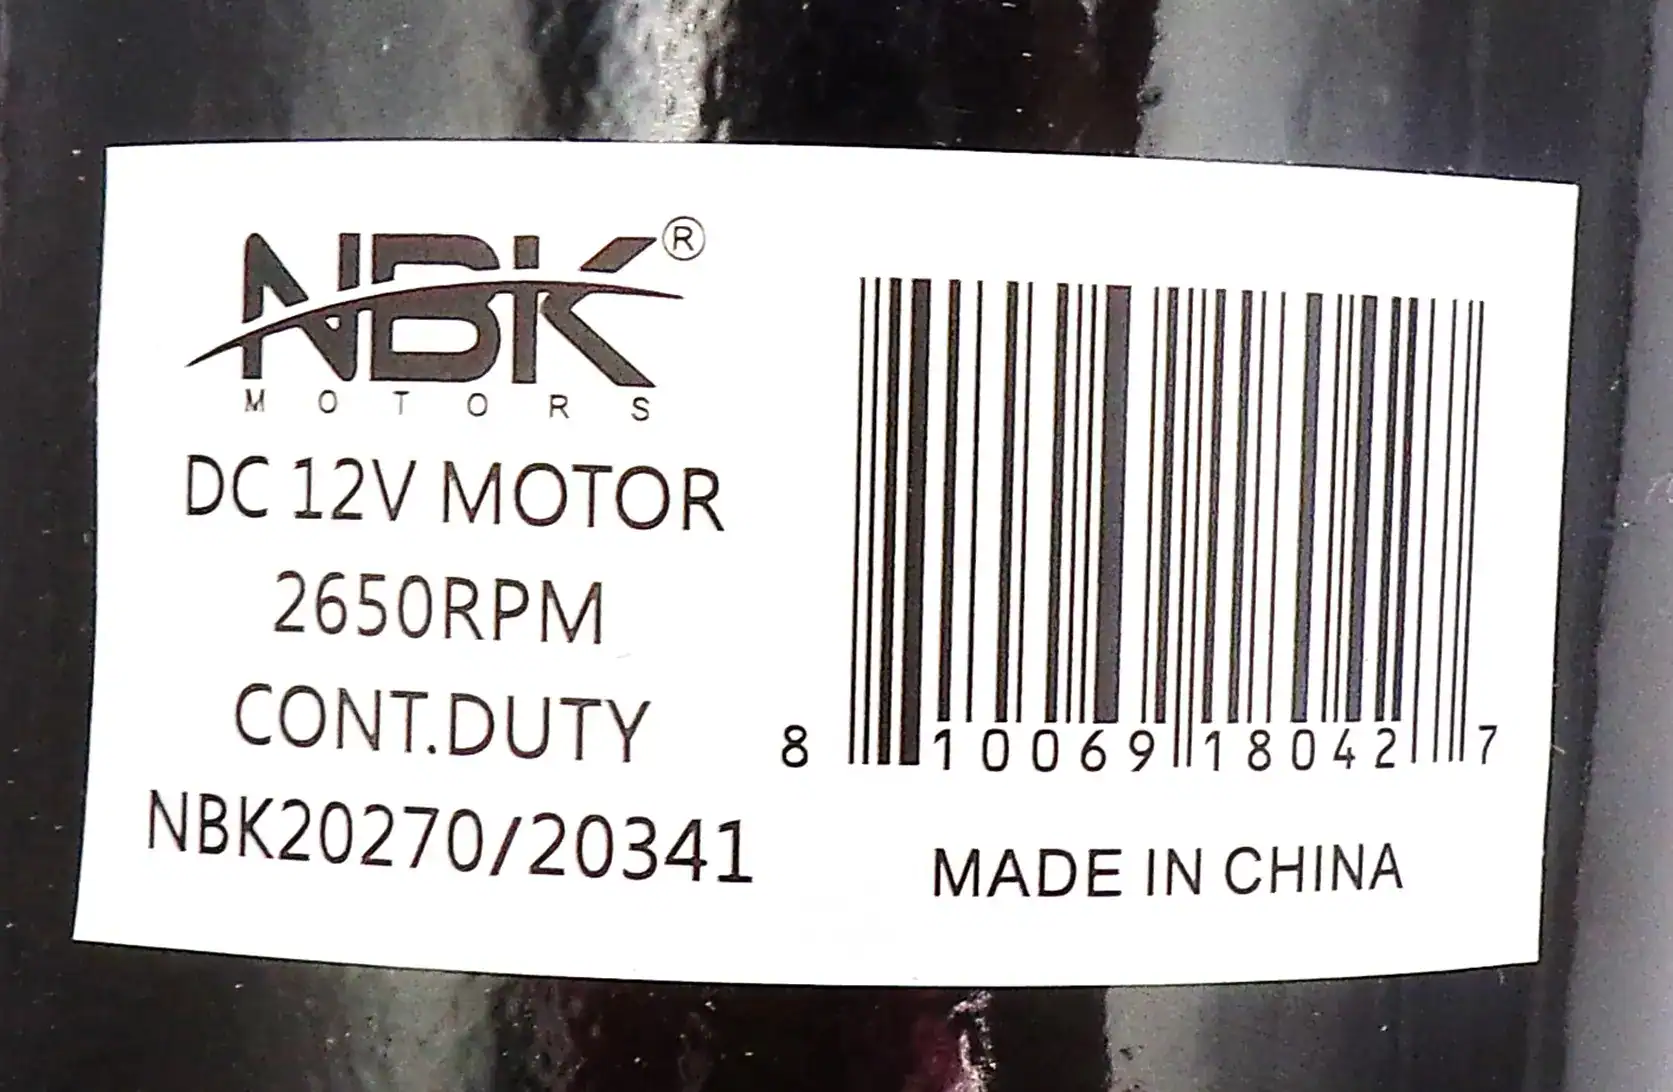 NBK®
MOTORS
DC 12V MOTOR
2650RPM
CONT.DUTY
NBK20270/20341
8 10069 18042 7
MADE IN CHINA